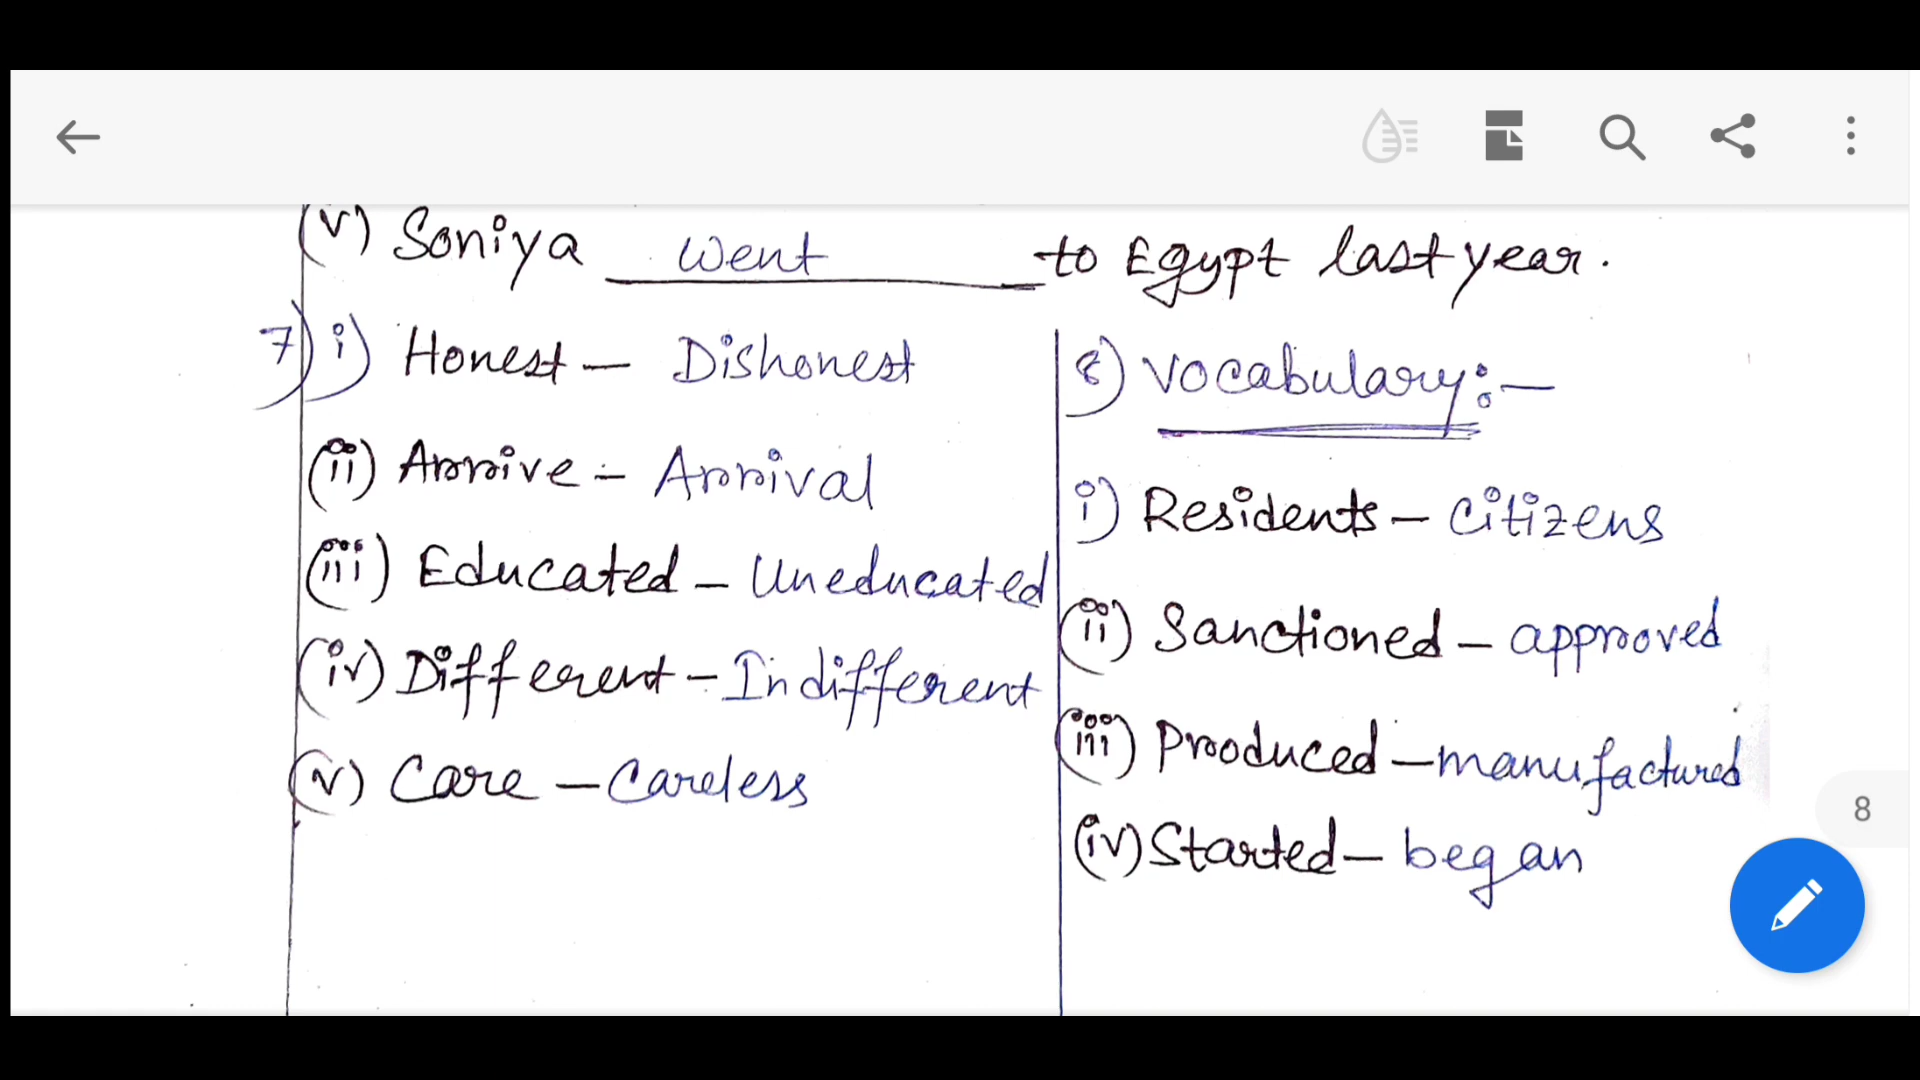 (v) Soniya went to Egypt last year.
7) i) Honest — Dishonest
(ii) Arrive - Arrival
(iii) Educated - Uneducated
(iv) Different - Indifferent
(v) Care - Careless
8) Vocabulary:-
i) Residents - citizens
(ii) Sanctioned - approved
(iii) Produced - manufactured
(iv) Started - began
8